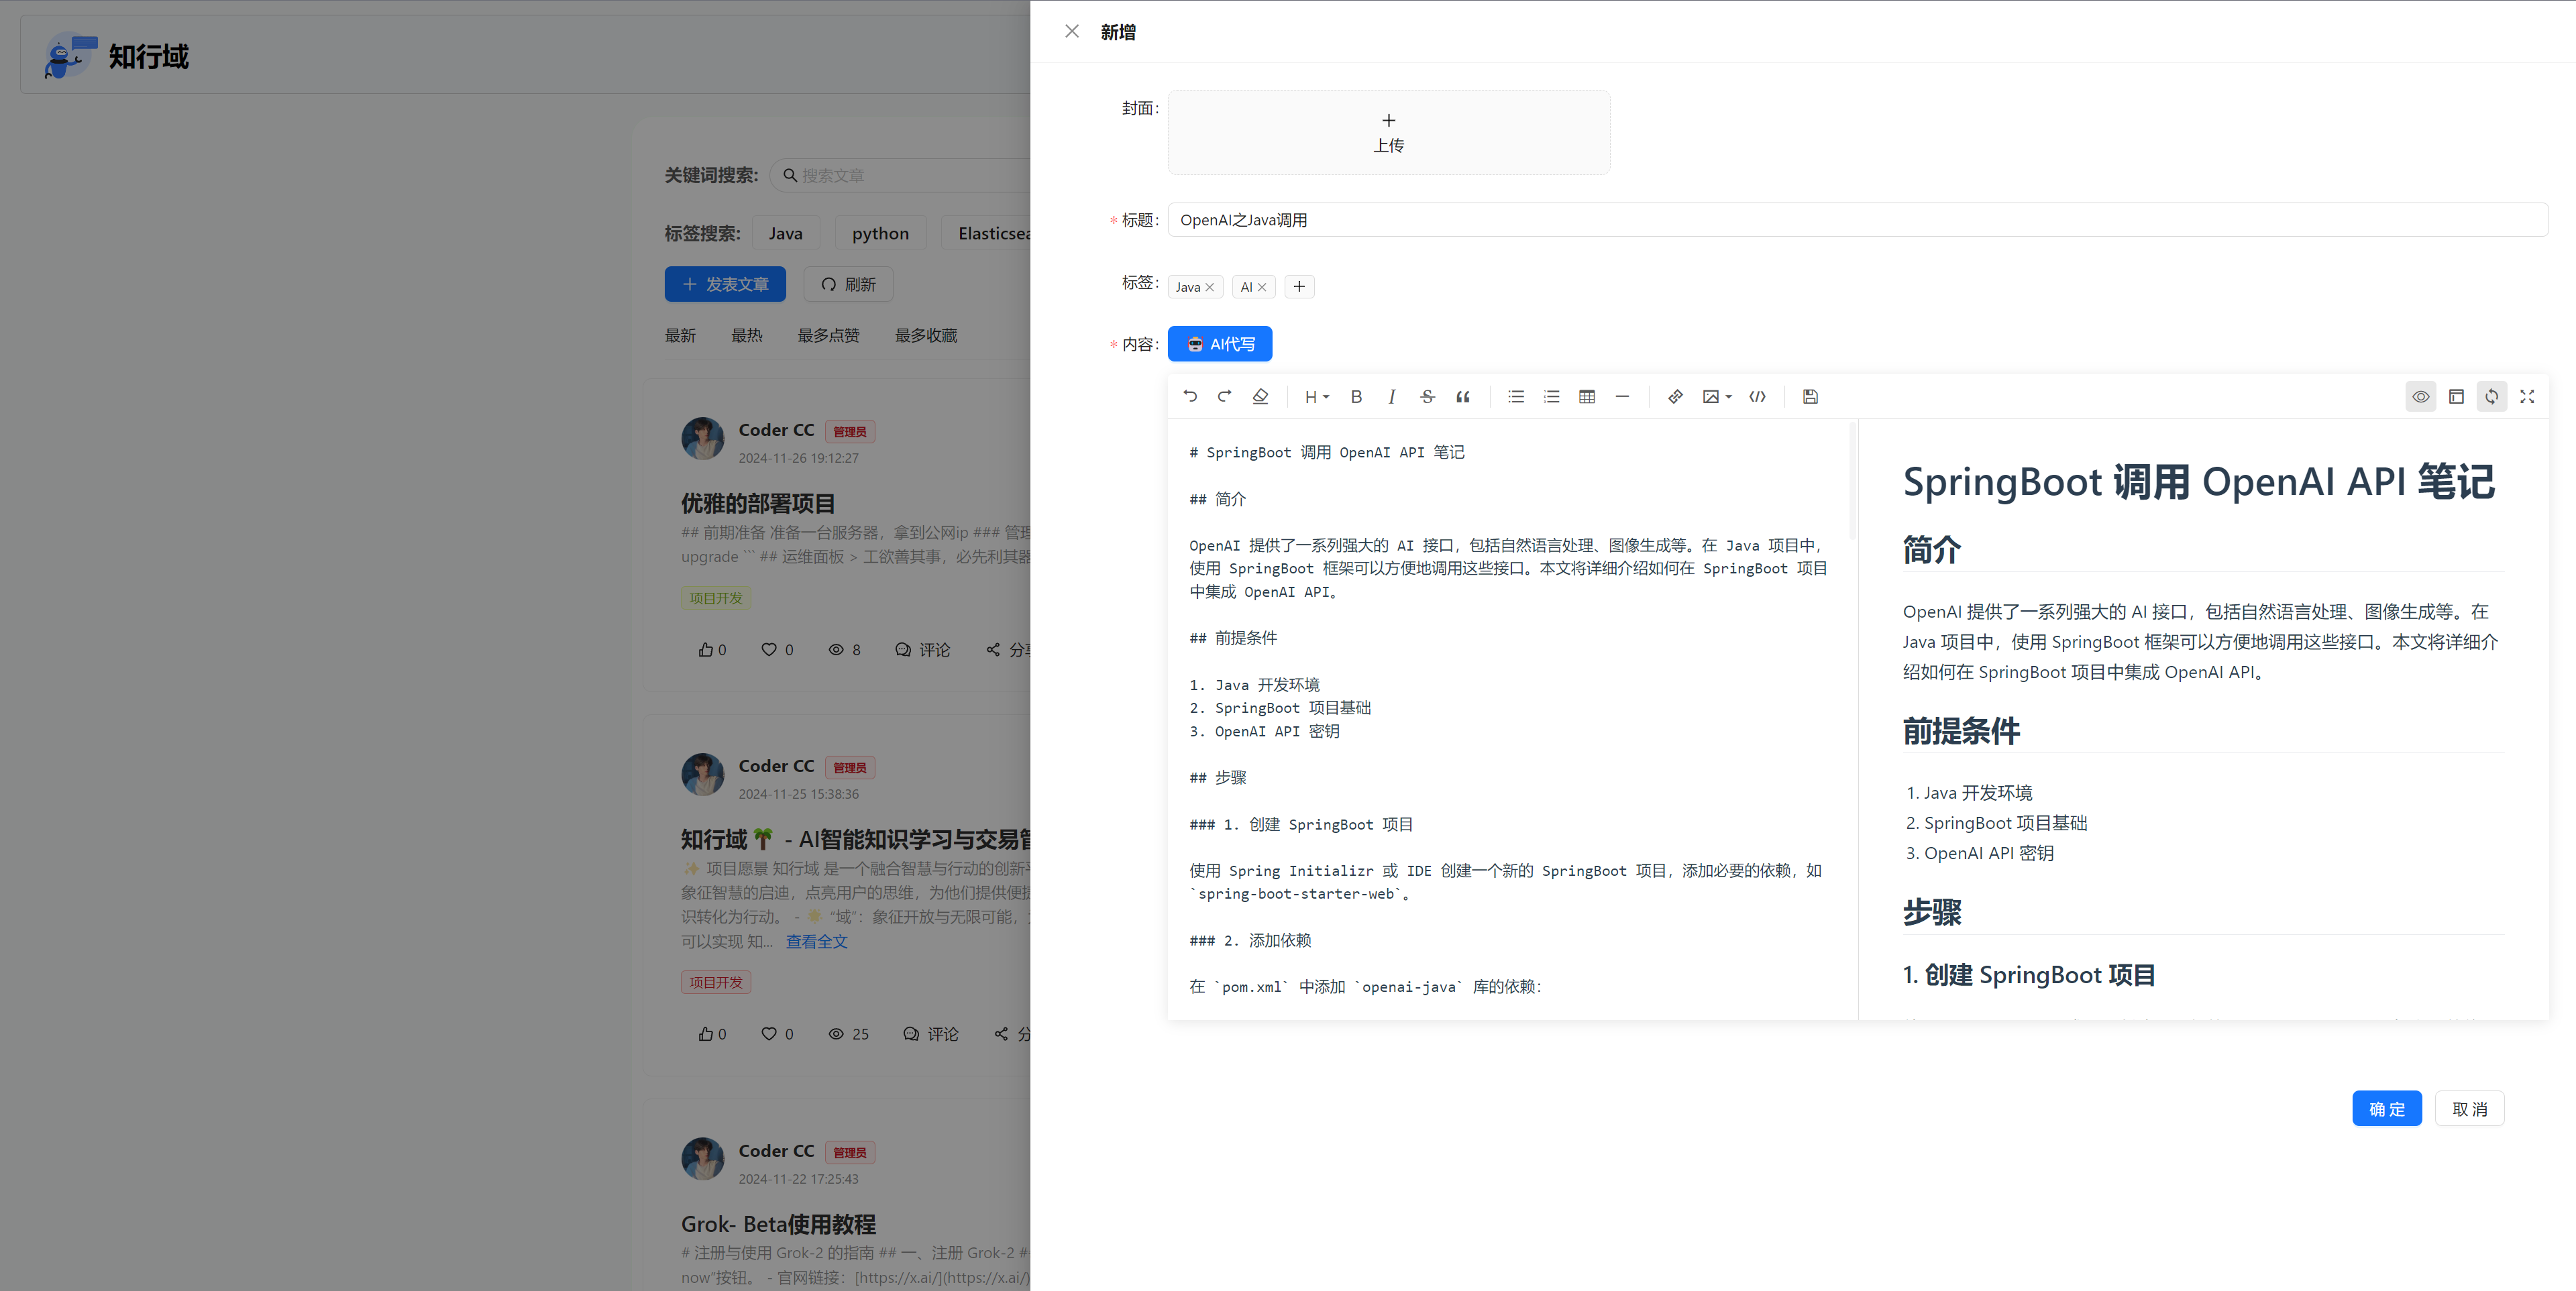 知行域
关键词搜索:
搜索文章
标签搜索:
Java
python
Elasticsea
发表文章
刷新
最新
最热
最多点赞
最多收藏
Coder CC
管理员
2024-11-26 19:12:27
优雅的部署项目
## 前期准备 准备一台服务器，拿到公网ip ### 管理
upgrade ``` ## 运维面板 > 工欲善其事，必先利其器
项目开发
0
0
8
评论
分享
Coder CC
管理员
2024-11-25 15:38:36
知行域🌴 - AI智能知识学习与交易管
✨ 项目愿景 知行域 是一个融合智慧与行动的创新平
象征智慧的启迪，点亮用户的思维，为他们提供便捷
识转化为行动。 - 🌟 “域”：象征开放与无限可能，
可以实现 知... 查看全文
项目开发
0
0
25
评论
分
Coder CC
管理员
2024-11-22 17:25:43
Grok- Beta使用教程
# 注册与使用 Grok-2 的指南 ## 一、注册 Grok-2 #
now”按钮。 - 官网链接：[https://x.ai/](https://x.ai/)
新增
封面:
上传
* 标题:
OpenAI之Java调用
标签:
Java
AI
* 内容:
AI代写
# SpringBoot 调用 OpenAI API 笔记
## 简介
OpenAI 提供了一系列强大的 AI 接口，包括自然语言处理、图像生成等。在 Java 项目中，
使用 SpringBoot 框架可以方便地调用这些接口。本文将详细介绍如何在 SpringBoot 项目
中集成 OpenAI API。
## 前提条件
1. Java 开发环境
2. SpringBoot 项目基础
3. OpenAI API 密钥
## 步骤
### 1. 创建 SpringBoot 项目
使用 Spring Initializr 或 IDE 创建一个新的 SpringBoot 项目，添加必要的依赖，如
`spring-boot-starter-web`。
### 2. 添加依赖
在 `pom.xml` 中添加 `openai-java` 库的依赖：
SpringBoot 调用 OpenAI API 笔记
简介
OpenAI 提供了一系列强大的 AI 接口，包括自然语言处理、图像生成等。在
Java 项目中，使用 SpringBoot 框架可以方便地调用这些接口。本文将详细介
绍如何在 SpringBoot 项目中集成 OpenAI API。
前提条件
1. Java 开发环境
2. SpringBoot 项目基础
3. OpenAI API 密钥
步骤
1. 创建 SpringBoot 项目
确 定
取 消